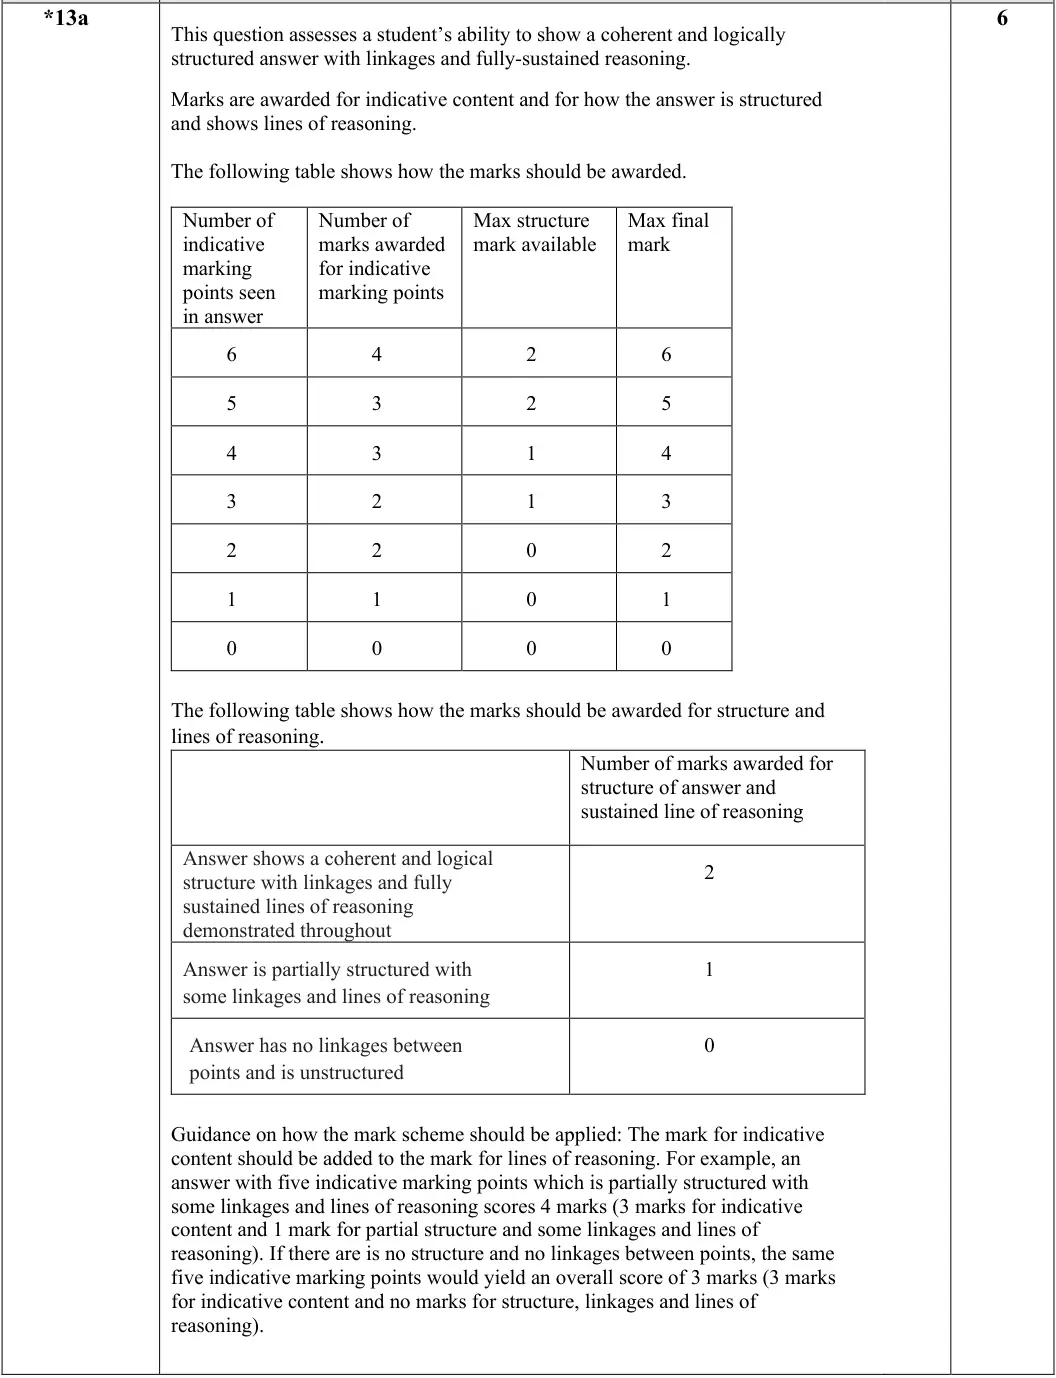 *13a
6
This question assesses a student’s ability to show a coherent and logically
structured answer with linkages and fully-sustained reasoning.
Marks are awarded for indicative content and for how the answer is structured
and shows lines of reasoning.
The following table shows how the marks should be awarded.
Number of indicative marking points seen in answer | Number of marks awarded for indicative marking points | Max structure mark available | Max final mark
6 4 2 6
5 3 2 5
4 3 1 4
3 2 1 3
2 2 0 2
1 1 0 1
0 0 0 0
The following table shows how the marks should be awarded for structure and
lines of reasoning.
Number of marks awarded for
structure of answer and
sustained line of reasoning
Answer shows a coherent and logical
structure with linkages and fully
sustained lines of reasoning
demonstrated throughout
2
Answer is partially structured with
some linkages and lines of reasoning
1
Answer has no linkages between
points and is unstructured
0
Guidance on how the mark scheme should be applied: The mark for indicative
content should be added to the mark for lines of reasoning. For example, an
answer with five indicative marking points which is partially structured with
some linkages and lines of reasoning scores 4 marks (3 marks for indicative
content and 1 mark for partial structure and some linkages and lines of
reasoning). If there are is no structure and no linkages between points, the same
five indicative marking points would yield an overall score of 3 marks (3 marks
for indicative content and no marks for structure, linkages and lines of
reasoning).